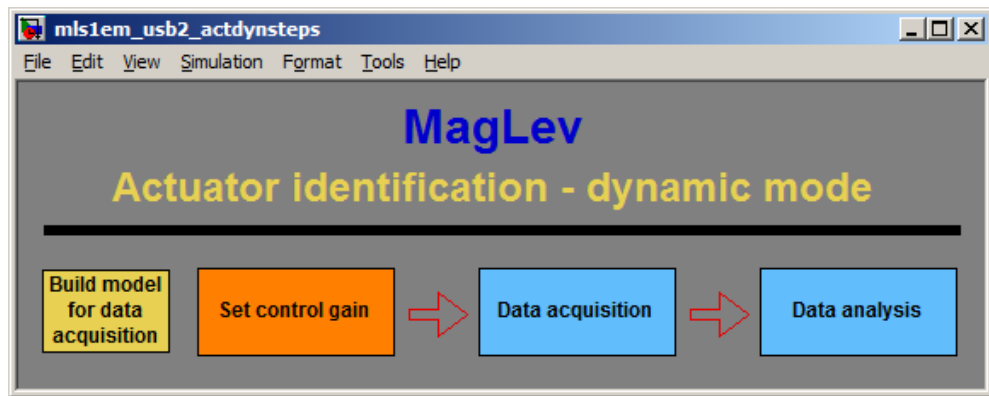 mls1em_usb2_actdynsteps
File Edit View Simulation Format Tools Help
MagLev
Actuator identification - dynamic mode
Build model
for data
acquisition
Set control gain
Data acquisition
Data analysis